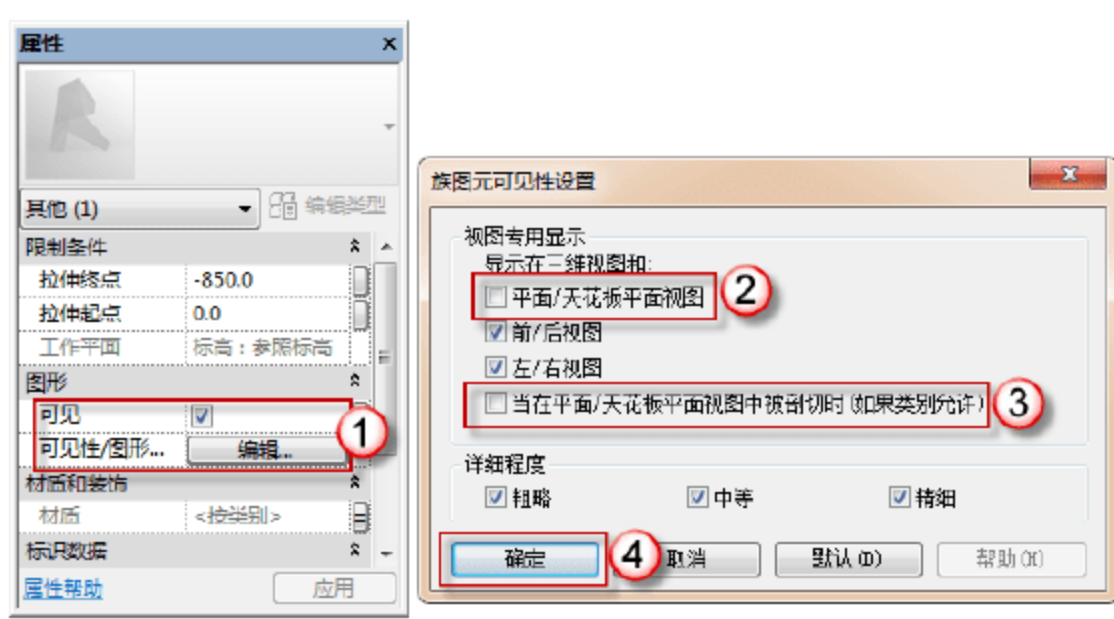 属性
其他 (1)
编辑类型
限制条件
拉伸终点 -850.0
拉伸起点 0.0
工作平面 标高：参照标高
图形
可见
可见性/图形... 编辑...
1
材质和装饰
材质 <按类别>
标识数据
属性帮助 应用
族图元可见性设置
视图专用显示
显示在三维视图和:
平面/天花板平面视图
2
前/后视图
左/右视图
当在平面/天花板平面视图中被剖切时(如果类别允许)
3
详细程度
粗略 中等 精细
确定 4 取消 默认(D) 帮助(H)